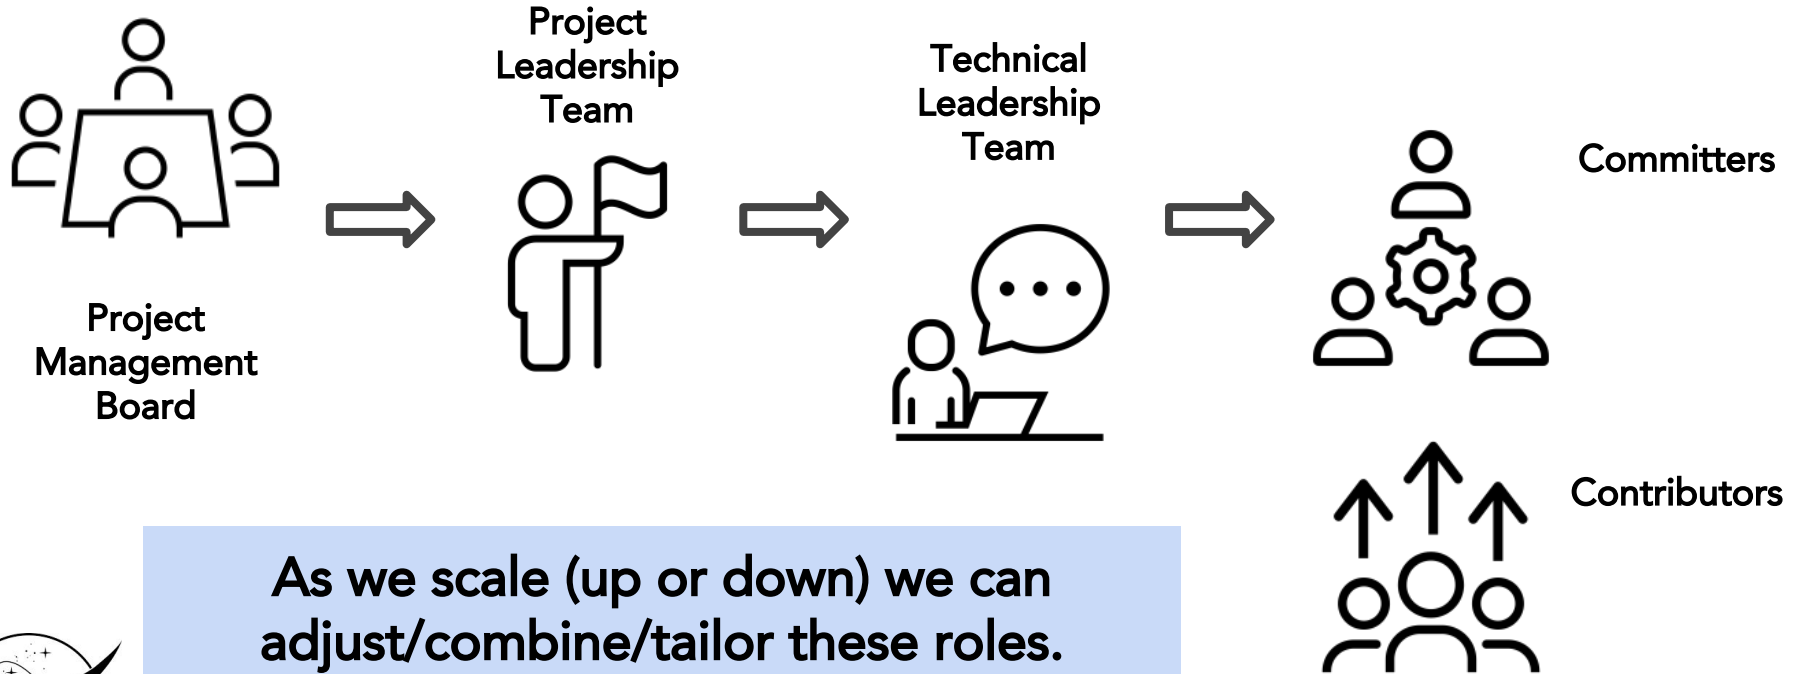 Project
Management
Board
Project
Leadership
Team
Technical
Leadership
Team
Committers
Contributors
As we scale (up or down) we can
adjust/combine/tailor these roles.